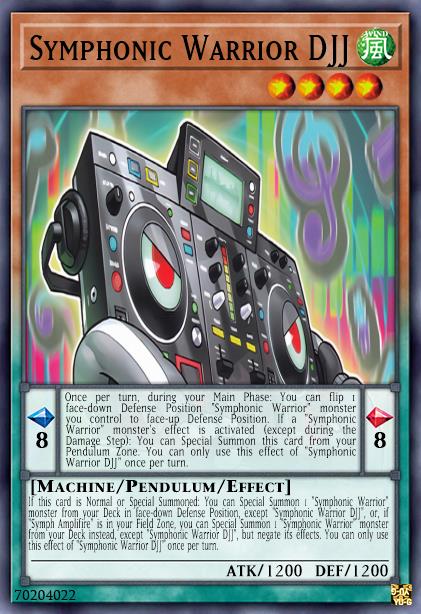 SYMPHONIC WARRIOR DJJ
WIND
風
8
Once per turn, during your Main Phase: You can flip 1
face-down Defense Position "Symphonic Warrior" monster
you control to face-up Defense Position. If a "Symphonic
Warrior" monster's effect is activated (except during the
Damage Step): You can Special Summon this card from your
Pendulum Zone. You can only use this effect of "Symphonic
Warrior DJJ" once per turn.
8
[MACHINE/PENDULUM/EFFECT]
If this card is Normal or Special Summoned: You can Special Summon 1 "Symphonic Warrior"
monster from your Deck in face-down Defense Position, except "Symphonic Warrior DJJ", or, if
"Symph Amplifire" is in your Field Zone, you can Special Summon 1 "Symphonic Warrior" monster
from your Deck instead, except "Symphonic Warrior DJJ", but negate its effects. You can only use
this effect of "Symphonic Warrior DJJ" once per turn.
ATK/1200 DEF/1200
70204022